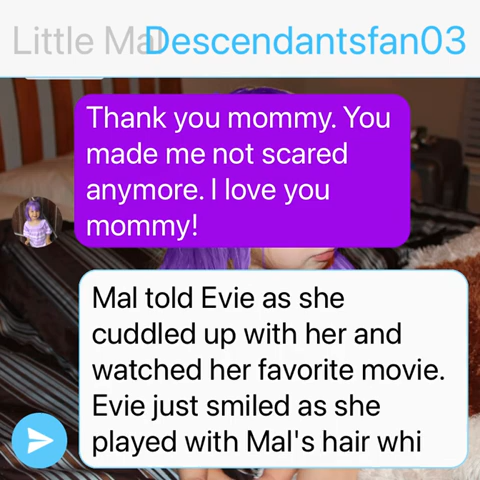 Little Mal Descendantsfan03
Thank you mommy. You
made me not scared
anymore. I love you
mommy!
Mal told Evie as she
cuddled up with her and
watched her favorite movie.
Evie just smiled as she
played with Mal's hair whi